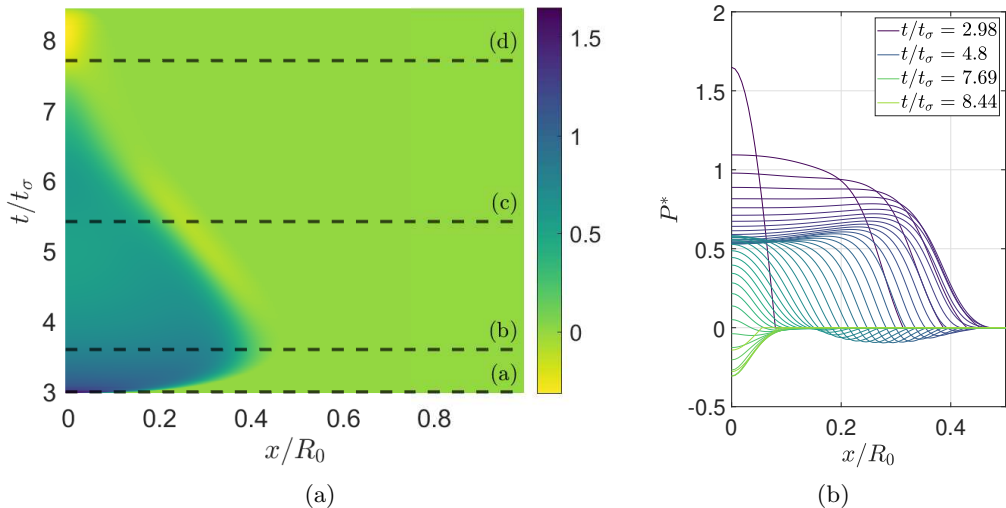 8
7
6
5
4
3
t/t_σ
(d)
(c)
(b)
(a)
0
0.2
0.4
0.6
0.8
x/R_0
1.5
1
0.5
0
(a)
2
1.5
1
0.5
0
-0.5
P*
t/t_σ = 2.98
t/t_σ = 4.8
t/t_σ = 7.69
t/t_σ = 8.44
0
0.2
0.4
x/R_0
(b)